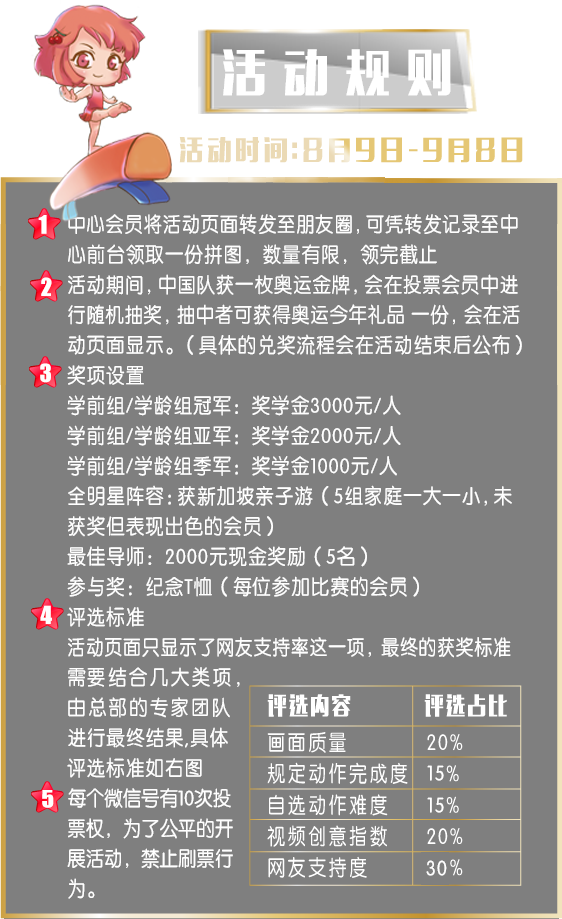 活动规则
活动时间:8月9日-9月8日
1 中心会员将活动页面转发至朋友圈,可凭转发记录至中
心前台领取一份拼图，数量有限，领完截止
2 活动期间,中国队获一枚奥运金牌,会在投票会员中进
行随机抽奖,抽中者可获得奥运今年礼品 一份,会在活
动页面显示。（具体的兑奖流程会在活动结束后公布）
3 奖项设置
学前组/学龄组冠军：奖学金3000元/人
学前组/学龄组亚军：奖学金2000元/人
学前组/学龄组季军：奖学金1000元/人
全明星阵容:获新加坡亲子游（5组家庭一大一小,未
获奖但表现出色的会员）
最佳导师：2000元现金奖励（5名）
参与奖：纪念T恤（每位参加比赛的会员）
4 评选标准
活动页面只显示了网友支持率这一项，最终的获奖标准
需要结合几大类项,
由总部的专家团队
进行最终结果,具体
评选标准如右图
5 每个微信号有10次投
票权，为了公平的开
展活动，禁止刷票行
为。
评选内容 评选占比
画面质量 20%
规定动作完成度 15%
自选动作难度 15%
视频创意指数 20%
网友支持度 30%